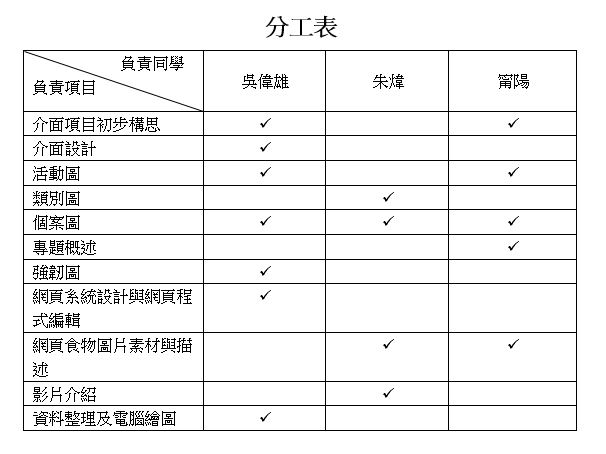 分工表
負責同學
負責項目
吳偉雄 朱煒 甯陽
介面項目初步構思 ✓ ✓
介面設計 ✓
活動圖 ✓ ✓
類別圖 ✓
個案圖 ✓ ✓ ✓
專題概述 ✓
強韌圖 ✓
網頁系統設計與網頁程
式編輯 ✓
網頁食物圖片素材與描
述 ✓ ✓
影片介紹 ✓
資料整理及電腦繪圖 ✓